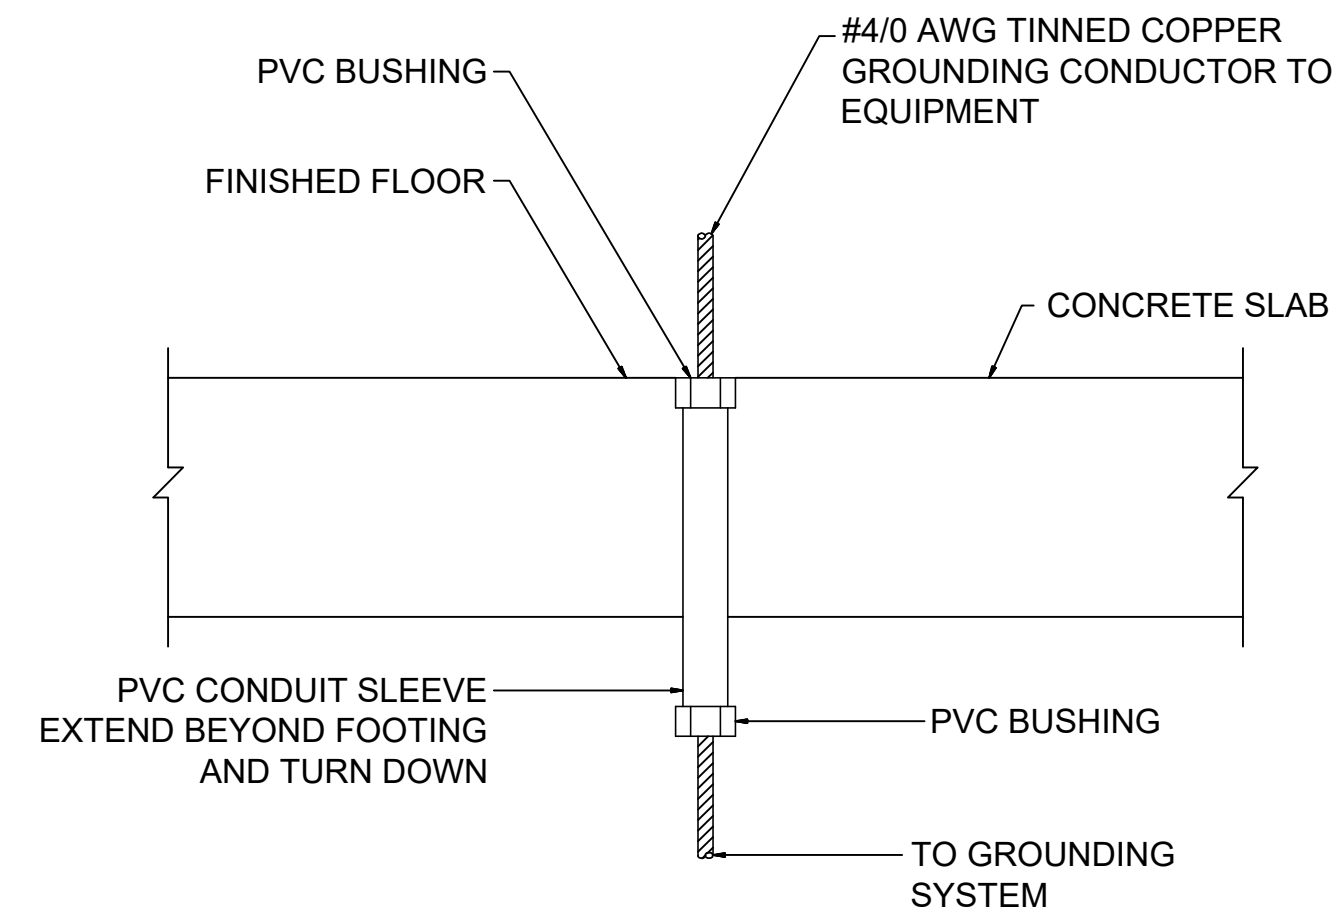 #4/0 AWG TINNED COPPER
GROUNDING CONDUCTOR TO
EQUIPMENT
PVC BUSHING
FINISHED FLOOR
CONCRETE SLAB
PVC CONDUIT SLEEVE
EXTEND BEYOND FOOTING
AND TURN DOWN
PVC BUSHING
TO GROUNDING
SYSTEM